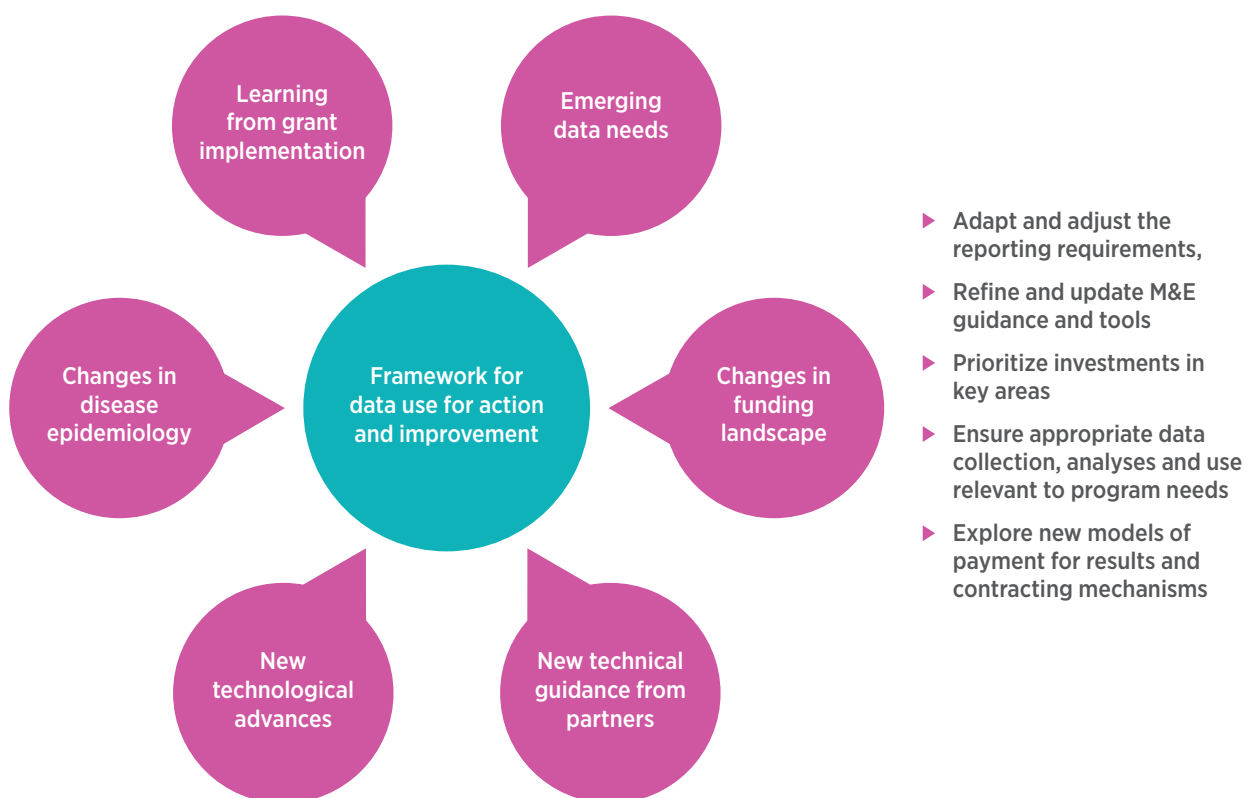 Learning
from grant
implementation
Emerging
data needs
Changes in
disease
epidemiology
Framework for
data use for action
and improvement
Changes in
funding
landscape
New
technological
advances
New technical
guidance from
partners
Adapt and adjust the
reporting requirements,
Refine and update M&E
guidance and tools
Prioritize investments in
key areas
Ensure appropriate data
collection, analyses and use
relevant to program needs
Explore new models of
payment for results and
contracting mechanisms